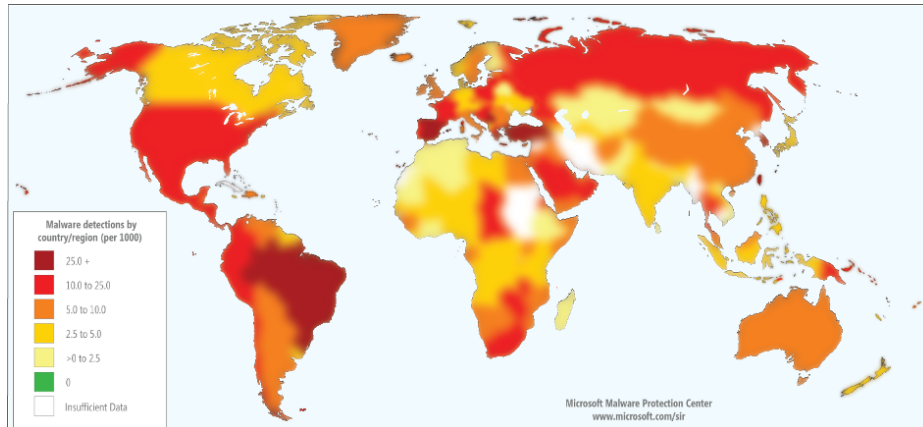 Malware detections by
country/region (per 1000)
25.0 +
10.0 to 25.0
5.0 to 10.0
2.5 to 5.0
>0 to 2.5
0
Insufficient Data
Microsoft Malware Protection Center
www.microsoft.com/sir